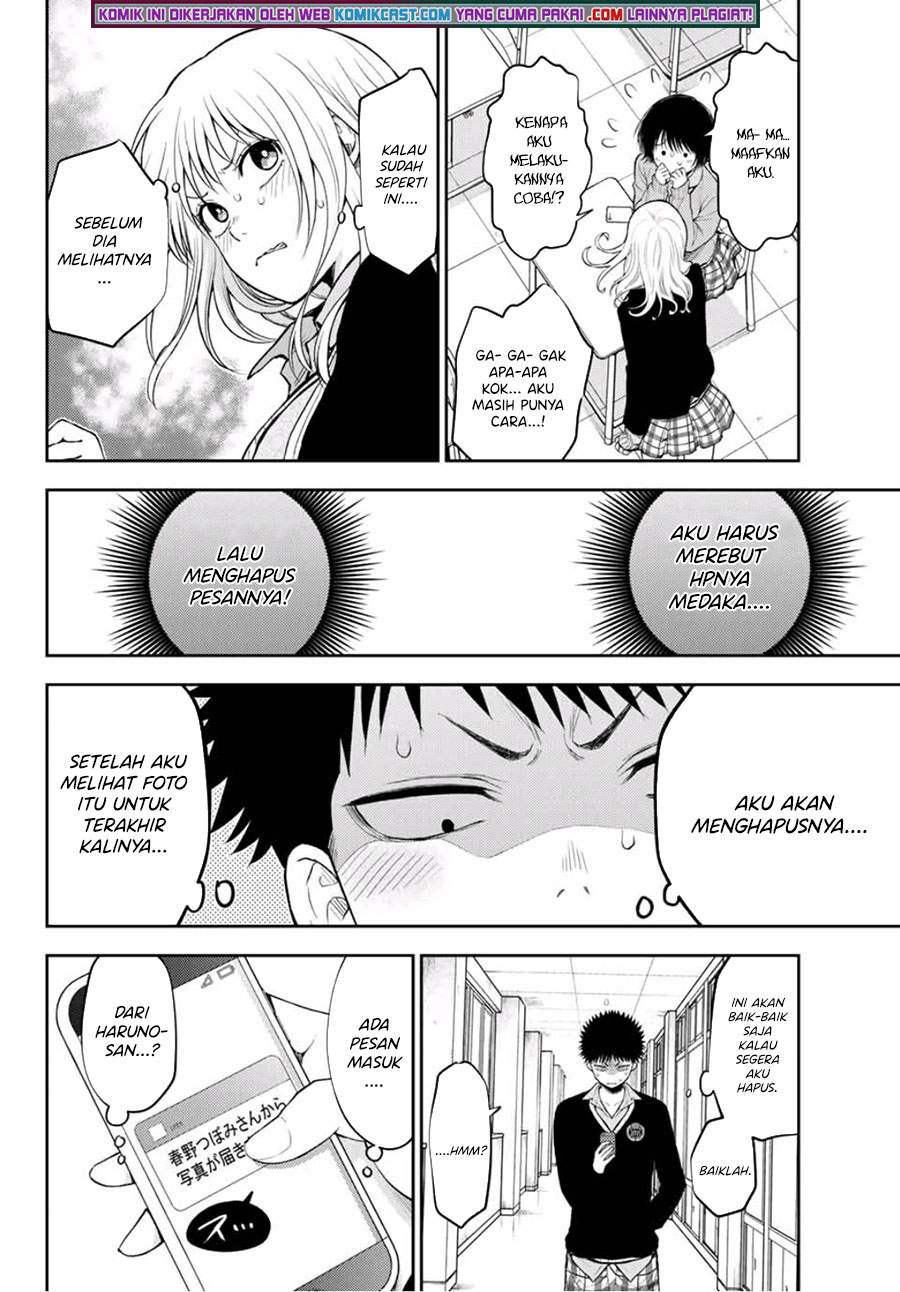 KOMIK INI DIKERJAKAN OLEH WEB KOMIKCAST.COM YANG CUMA PAKAI .COM LAINNYA PLAGIAT!
MA- MA...
MAAFKAN
AKU.
KENAPA
AKU
MELAKU-
KANNYA
COBA!?
GA- GA- GAK
APA-APA
KOK... AKU
MASIH PUNYA
CARA...!
KALAU
SUDAH
SEPERTI
INI....
SEBELUM
DIA
MELIHATNYA
...
AKU HARUS
MEREBUT
HPNYA
MEDAKA....
LALU
MENGHAPUS
PESANNYA!
AKU AKAN
MENGHAPUSNYA....
SETELAH AKU
MELIHAT FOTO
ITU UNTUK
TERAKHIR
KALINYA...
INI AKAN
BAIK-BAIK
SAJA
KALAU
SEGERA
AKU
HAPUS.
BAIKLAH.
....HMM?
ADA
PESAN
MASUK
....
DARI
HARUNO-
SAN...?
春野つぼみさんから
写真が届き
ス...